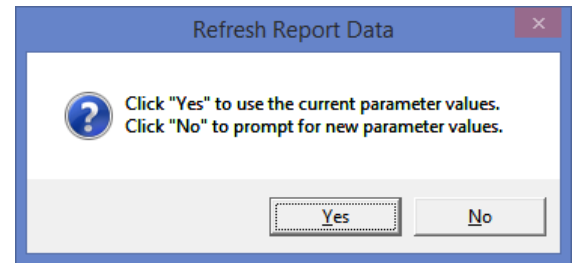 Refresh Report Data
Click "Yes" to use the current parameter values.
Click "No" to prompt for new parameter values.
Yes
No